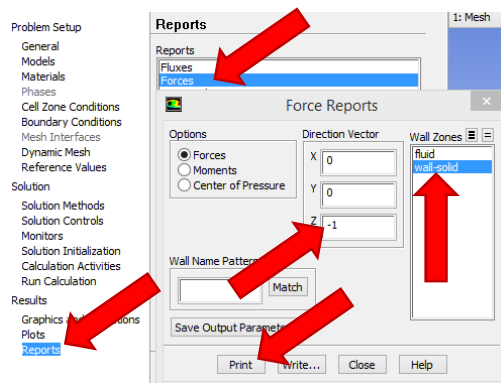 Problem Setup
General
Models
Materials
Phases
Cell Zone Conditions
Boundary Conditions
Mesh Interfaces
Dynamic Mesh
Reference Values
Solution
Solution Methods
Solution Controls
Monitors
Solution Initialization
Calculation Activities
Run Calculation
Results
Graphics
Plots
Reports
Reports
Reports
Fluxes
Forces
1: Mesh
Force Reports
Options
Forces
Moments
Center of Pressure
Direction Vector
X 0
Y 0
Z -1
Wall Zones
fluid
wall-solid
Wall Name Pattern
Match
Save Output Parameter
Print Write... Close Help